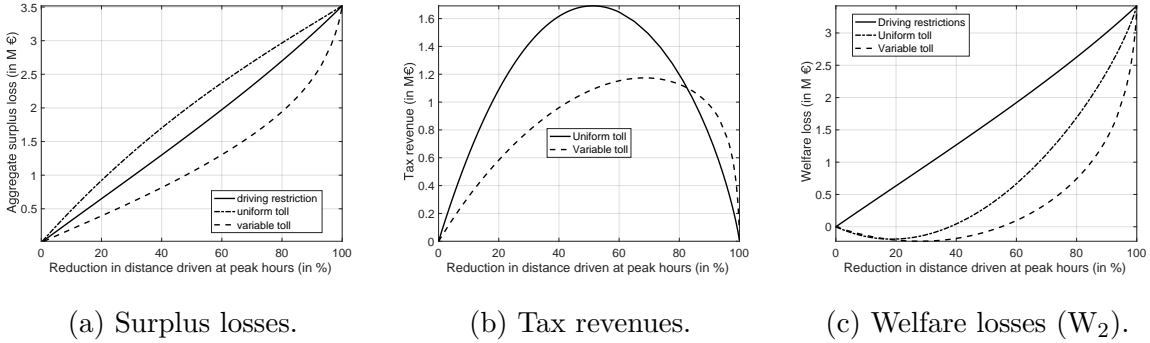 Aggregate surplus loss (in M €)
3.5
3
2.5
2
1.5
1
0.5
0
20
40
60
80
100
driving restriction
uniform toll
variable toll
Reduction in distance driven at peak hours (in %)
(a) Surplus losses.
Tax revenue (in M€)
1.6
1.4
1.2
1
0.8
0.6
0.4
0.2
0
0
20
40
60
80
100
Uniform toll
Variable toll
Reduction in distance driven at peak hours (in %)
(b) Tax revenues.
Welfare loss (in M €)
3
2.5
2
1.5
1
0.5
0
0
20
40
60
80
100
Driving restrictions
Uniform toll
Variable toll
Reduction in distance driven at peak hours (in %)
(c) Welfare losses (W₂).